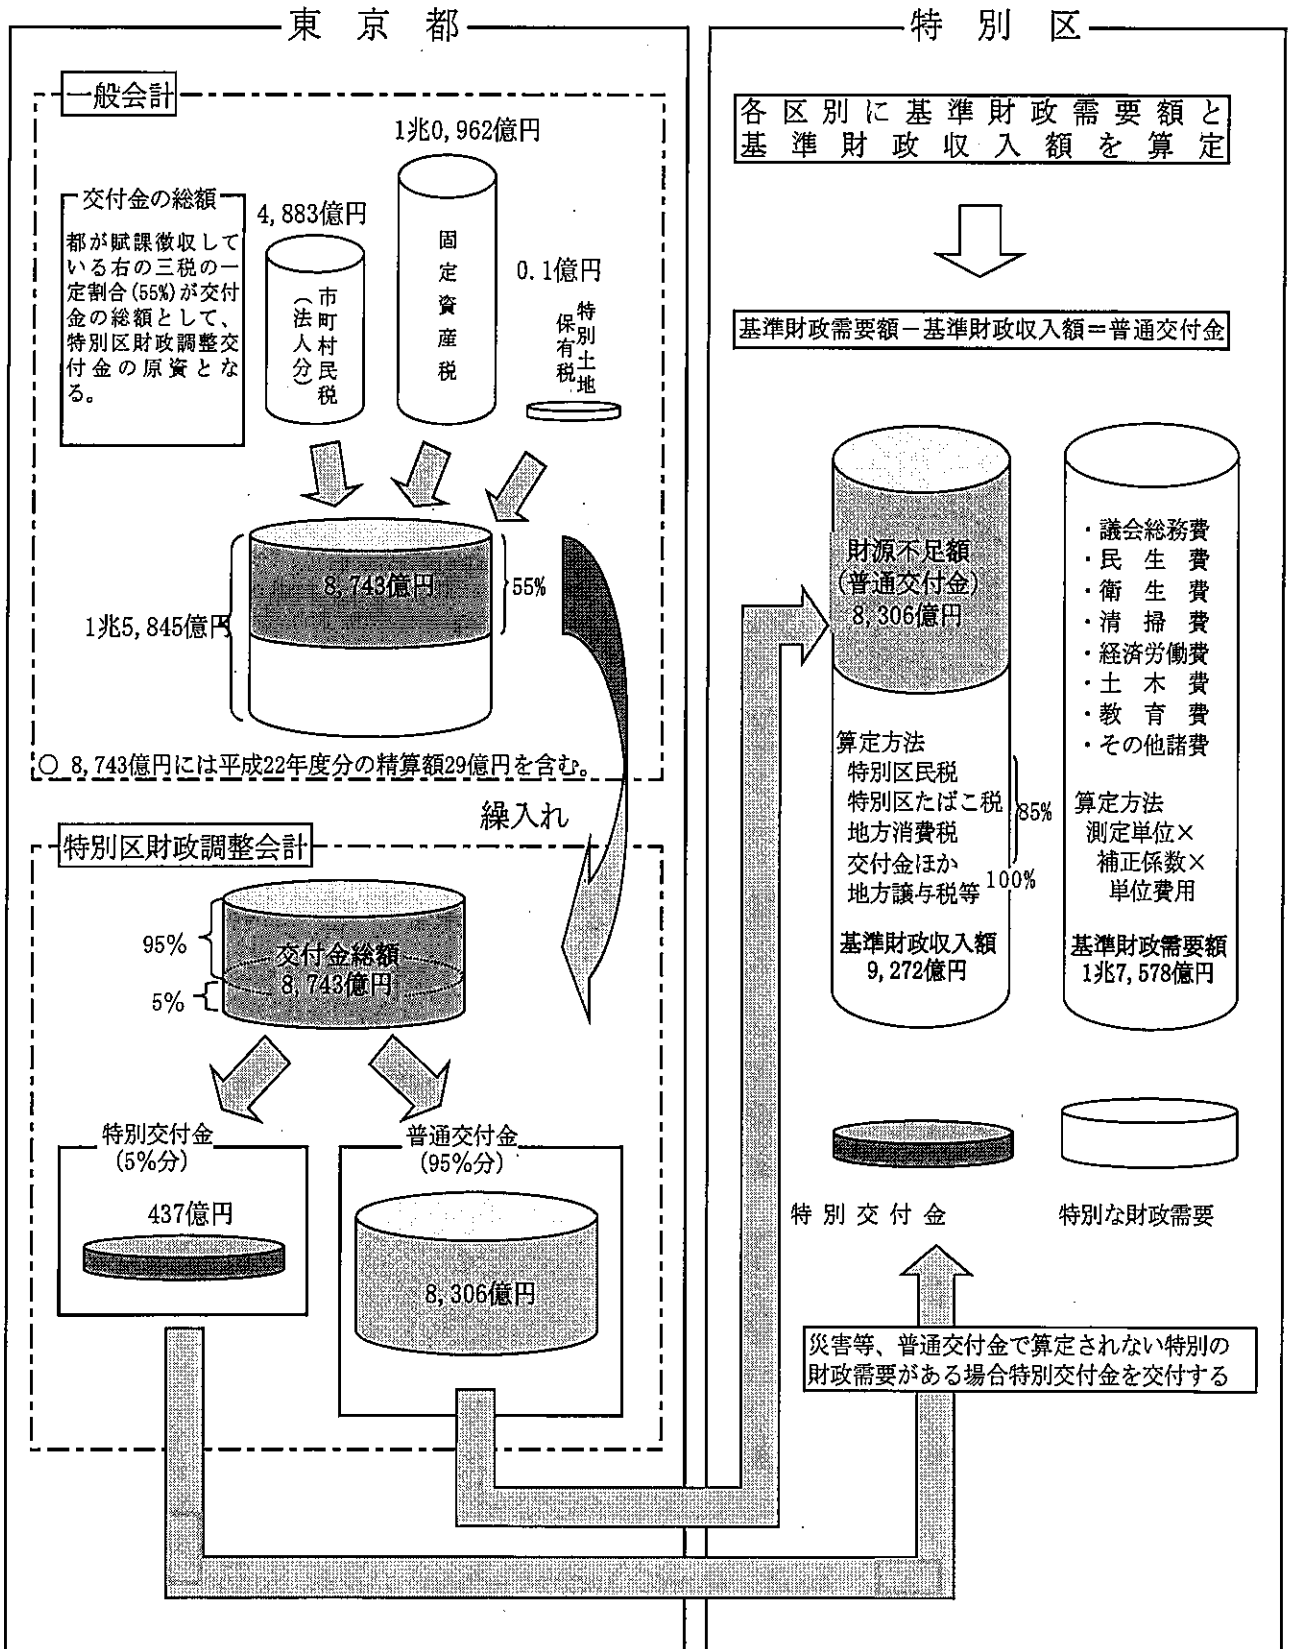 東京都
一般会計
1兆0,962億円
交付金の総額
都が賦課徴収して
いる右の三税の一
定割合(55%)が交付
金の総額として、
特別区財政調整交
付金の原資とな
る。
4,883億円
市町村民税
(法人分)
固定資産税
0.1億円
特別土地
保有税
8,743億円
55%
1兆5,845億円
○ 8,743億円には平成22年度分の精算額29億円を含む。
繰入れ
特別区財政調整会計
95%
5%
交付金総額
8,743億円
特別交付金
(5%分)
437億円
普通交付金
(95%分)
8,306億円
特別区
各区別に基準財政需要額と
基準財政収入額を算定
基準財政需要額－基準財政収入額＝普通交付金
財源不足額
(普通交付金)
8,306億円
算定方法
特別区民税
特別区たばこ税
地方消費税
交付金ほか
85%
地方譲与税等
100%
基準財政収入額
9,272億円
・議会総務費
・民生費
・衛生費
・清掃費
・経済労働費
・土木費
・教育費
・その他諸費
算定方法
測定単位×
補正係数×
単位費用
基準財政需要額
1兆7,578億円
特別交付金
特別な財政需要
災害等、普通交付金で算定されない特別の
財政需要がある場合特別交付金を交付する